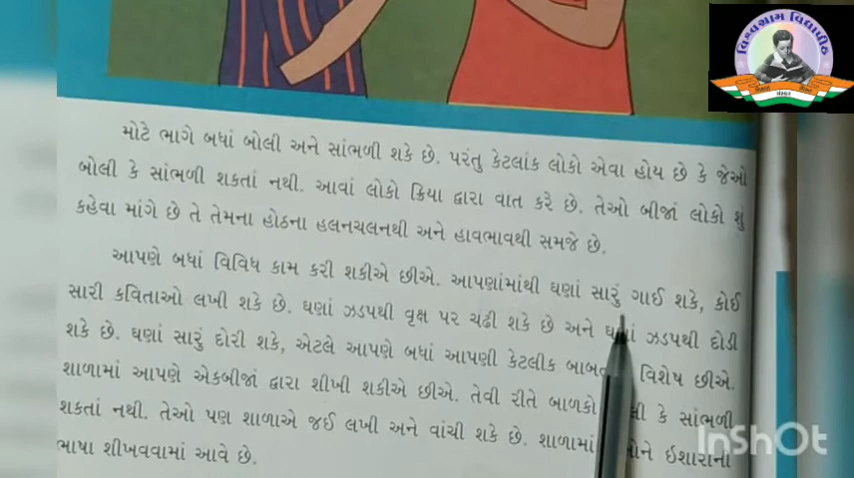 વિશ્વગ્રામ વિદ્યાપીઠ
મોટે ભાગે બધાં બોલી અને સાંભળી શકે છે. પરંતુ કેટલાંક લોકો એવા હોય છે કે જેઓ
બોલી કે સાંભળી શકતાં નથી. આવાં લોકો ક્રિયા દ્વારા વાત કરે છે. તેઓ બીજાં લોકો શું
કહેવા માંગે છે તે તેમના હોઠના હલનચલનથી અને હાવભાવથી સમજે છે.
આપણે બધાં વિવિધ કામ કરી શકીએ છીએ. આપણાંમાંથી ઘણાં સારું ગાઈ શકે, કોઈ
સારી કવિતાઓ લખી શકે છે. ઘણાં ઝડપથી વૃક્ષ પર ચઢી શકે છે અને ઝડપથી દોડી
શકે છે. ઘણાં સારું દોરી શકે, એટલે આપણે બધાં આપણી કેટલીક વિશેષ છીએ.
શાળામાં આપણે એકબીજાં દ્વારા શીખી શકીએ છીએ. તેવી રીતે બાળકો કે સાંભળી
શકતાં નથી. તેઓ પણ શાળાએ જઈ લખી અને વાંચી શકે છે. શાળામાં ઈશારાની
ભાષા શીખવવામાં આવે છે.
InShOt